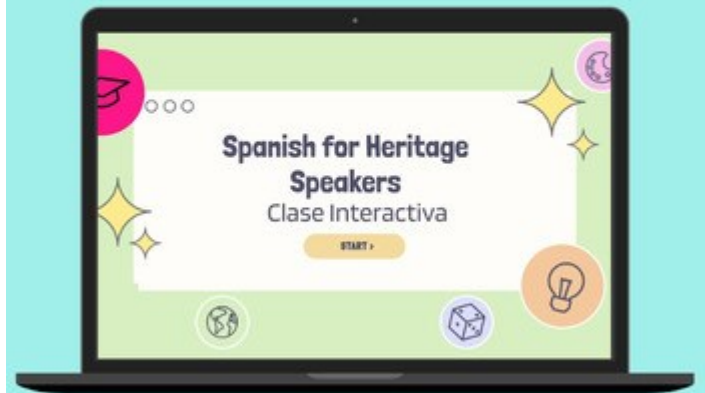 Spanish for Heritage
Speakers
Clase Interactiva
START >